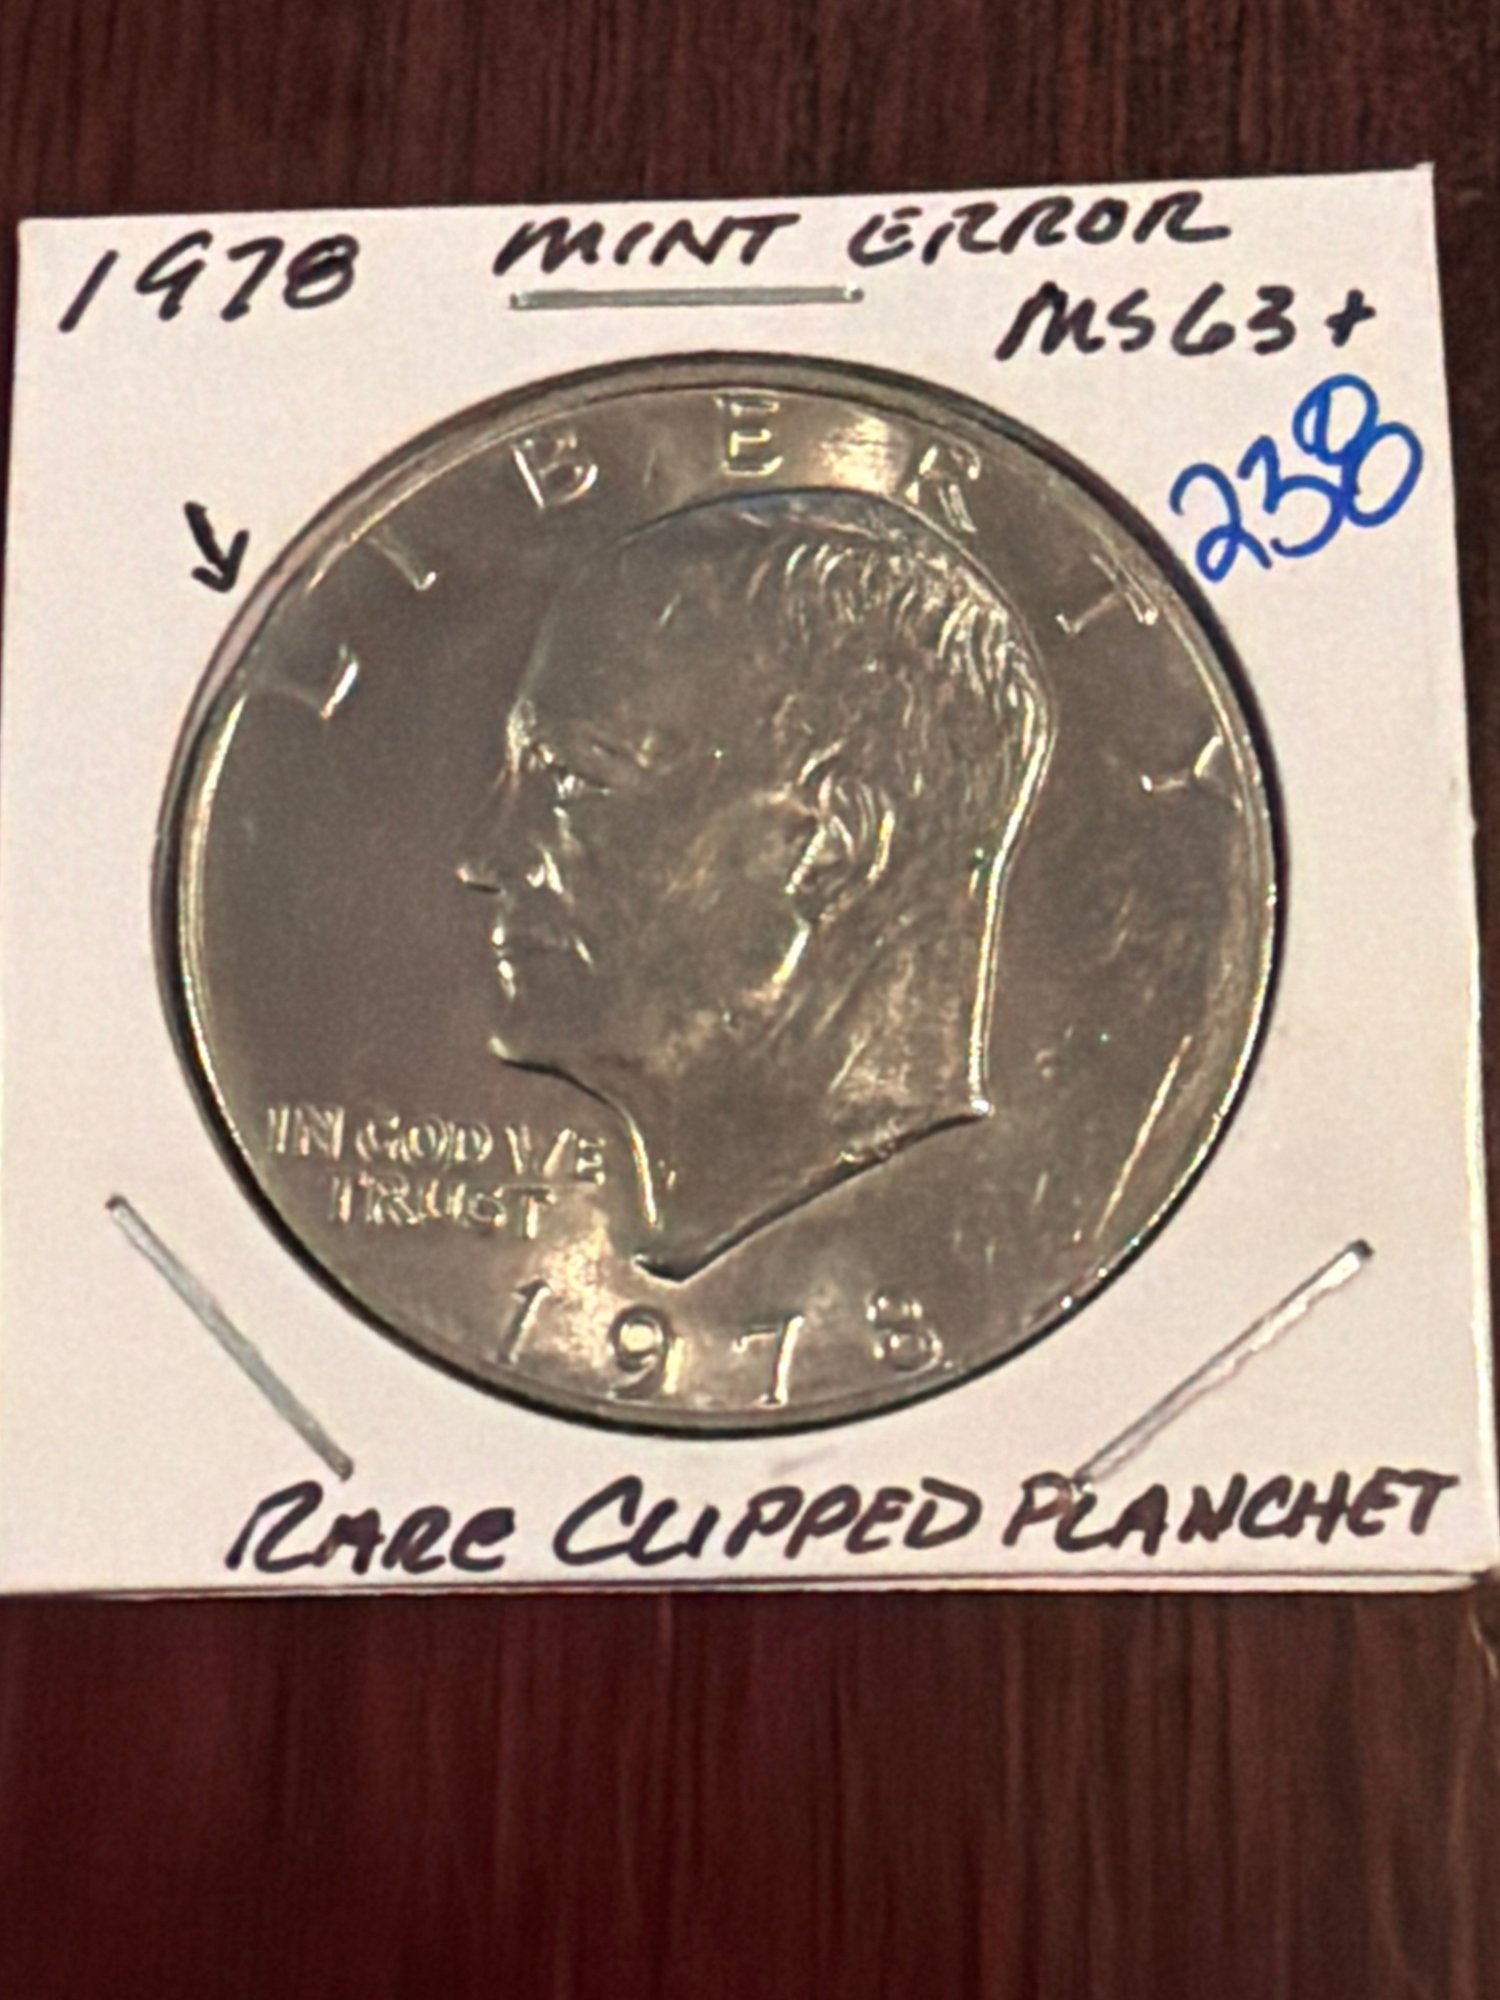 1978 MINT ERROR
MS63+
238
LIBERTY
IN GOD WE
TRUST
1978
RARE CLIPPED PLANCHET